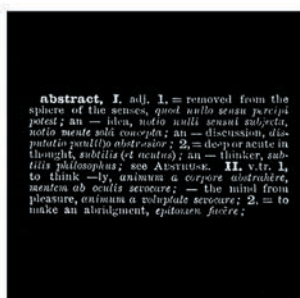 abstract, I. adj. 1, = removed from the
sphere of the senses, quod nullo sensu percipi
potest; an — idea, notio nulli sensui subjecta,
notio mente solâ concepta; an — discussion, dis-
putatio paul(l)o abstrusior; 2, = deep or acute in
thought, subtilis (et acutus); an — thinker, sub-
tilis philosophus; see ABSTRUSE. II. v.tr. 1,
to think —ly, animum a corpore abstrahĕre,
mentem ab oculis sevocare; — the mind from
pleasure, animum a voluptate sevocare; 2, = to
make an abridgment, epitomen facĕre;